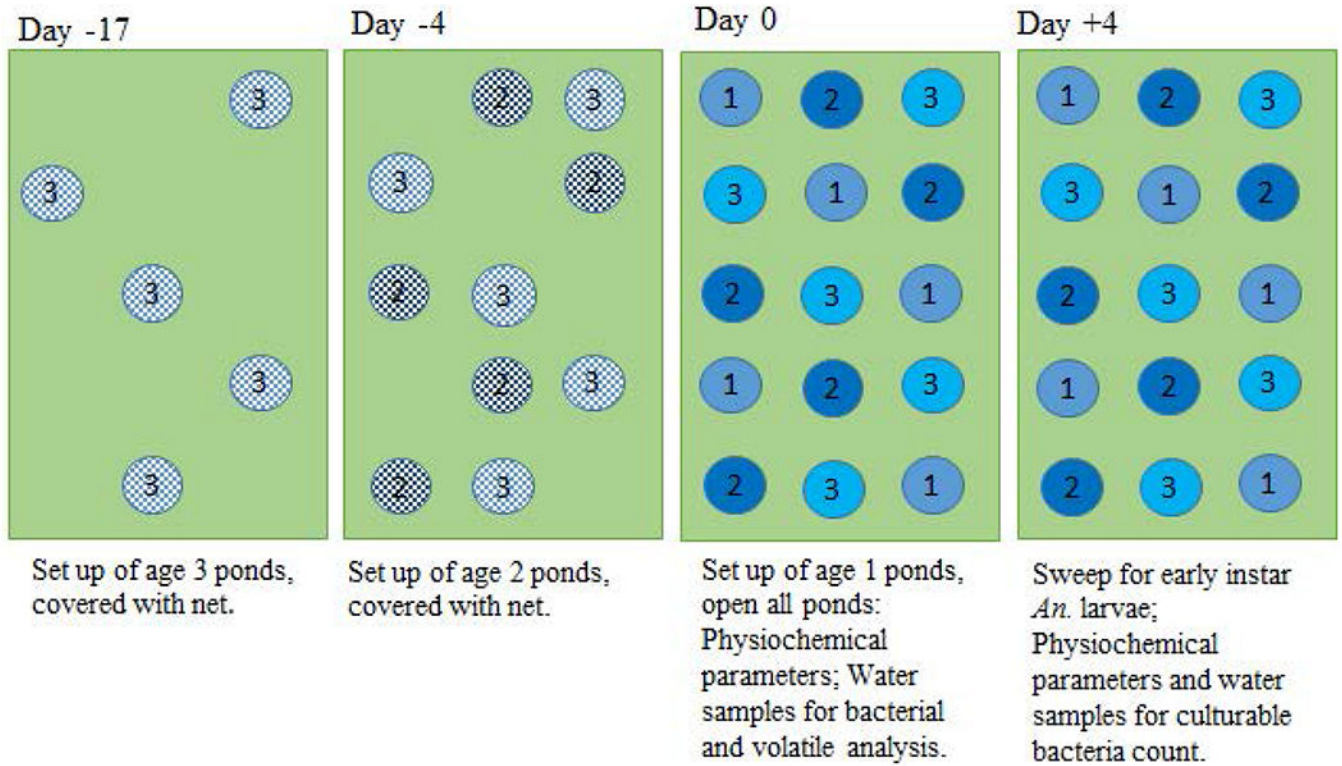 Day -17
Day -4
Day 0
Day +4
3
3
3
3
3
2 3
3 2
2 3
2 3
2 3
1 2 3
3 1 2
2 3 1
1 2 3
2 3 1
1 2 3
3 1 2
2 3 1
1 2 3
2 3 1
Set up of age 3 ponds,
covered with net.
Set up of age 2 ponds,
covered with net.
Set up of age 1 ponds,
open all ponds:
Physiochemical
parameters; Water
samples for bacterial
and volatile analysis.
Sweep for early instar
An. larvae;
Physiochemical
parameters and water
samples for culturable
bacteria count.